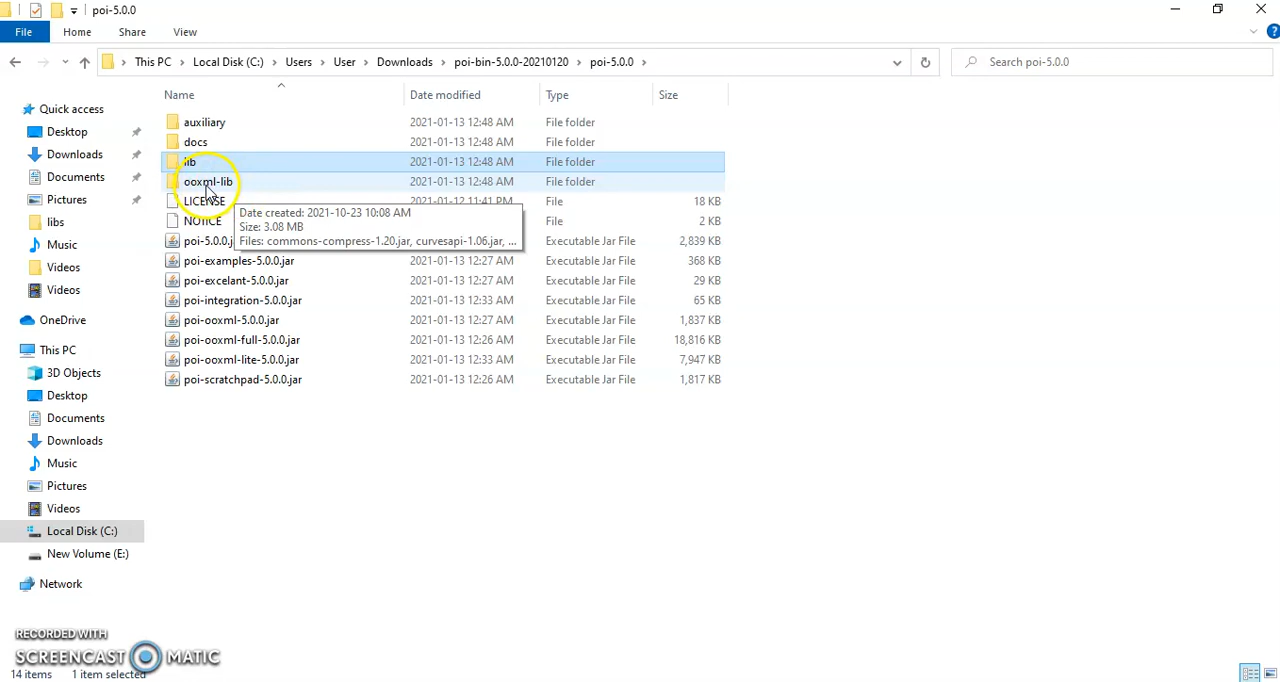 poi-5.0.0
File Home Share View
This PC Local Disk (C:) Users User Downloads poi-bin-5.0.0-20210120 poi-5.0.0
Search poi-5.0.0
Name Date modified Type Size
Quick access
Desktop
Downloads
Documents
Pictures
libs
Music
Videos
Videos
OneDrive
This PC
3D Objects
Desktop
Documents
Downloads
Music
Pictures
Videos
Local Disk (C:)
New Volume (E:)
Network
auxiliary 2021-01-13 12:48 AM File folder
docs 2021-01-13 12:48 AM File folder
lib 2021-01-13 12:48 AM File folder
ooxml-lib 2021-01-13 12:48 AM File folder
LICENSE 2021-01-12 11:41 PM File 18 KB
NOTICE File 2 KB
poi-5.0.0.j Executable Jar File 2,839 KB
poi-examples-5.0.0.jar 2021-01-13 12:27 AM Executable Jar File 368 KB
poi-excelant-5.0.0.jar 2021-01-13 12:27 AM Executable Jar File 29 KB
poi-integration-5.0.0.jar 2021-01-13 12:33 AM Executable Jar File 65 KB
poi-ooxml-5.0.0.jar 2021-01-13 12:27 AM Executable Jar File 1,837 KB
poi-ooxml-full-5.0.0.jar 2021-01-13 12:26 AM Executable Jar File 18,816 KB
poi-ooxml-lite-5.0.0.jar 2021-01-13 12:33 AM Executable Jar File 7,947 KB
poi-scratchpad-5.0.0.jar 2021-01-13 12:26 AM Executable Jar File 1,817 KB
Date created: 2021-10-23 10:08 AM
Size: 3.08 MB
Files: commons-compress-1.20.jar, curvesapi-1.06.jar, ...
RECORDED WITH
SCREENCAST MATIC
14 items 1 item selected